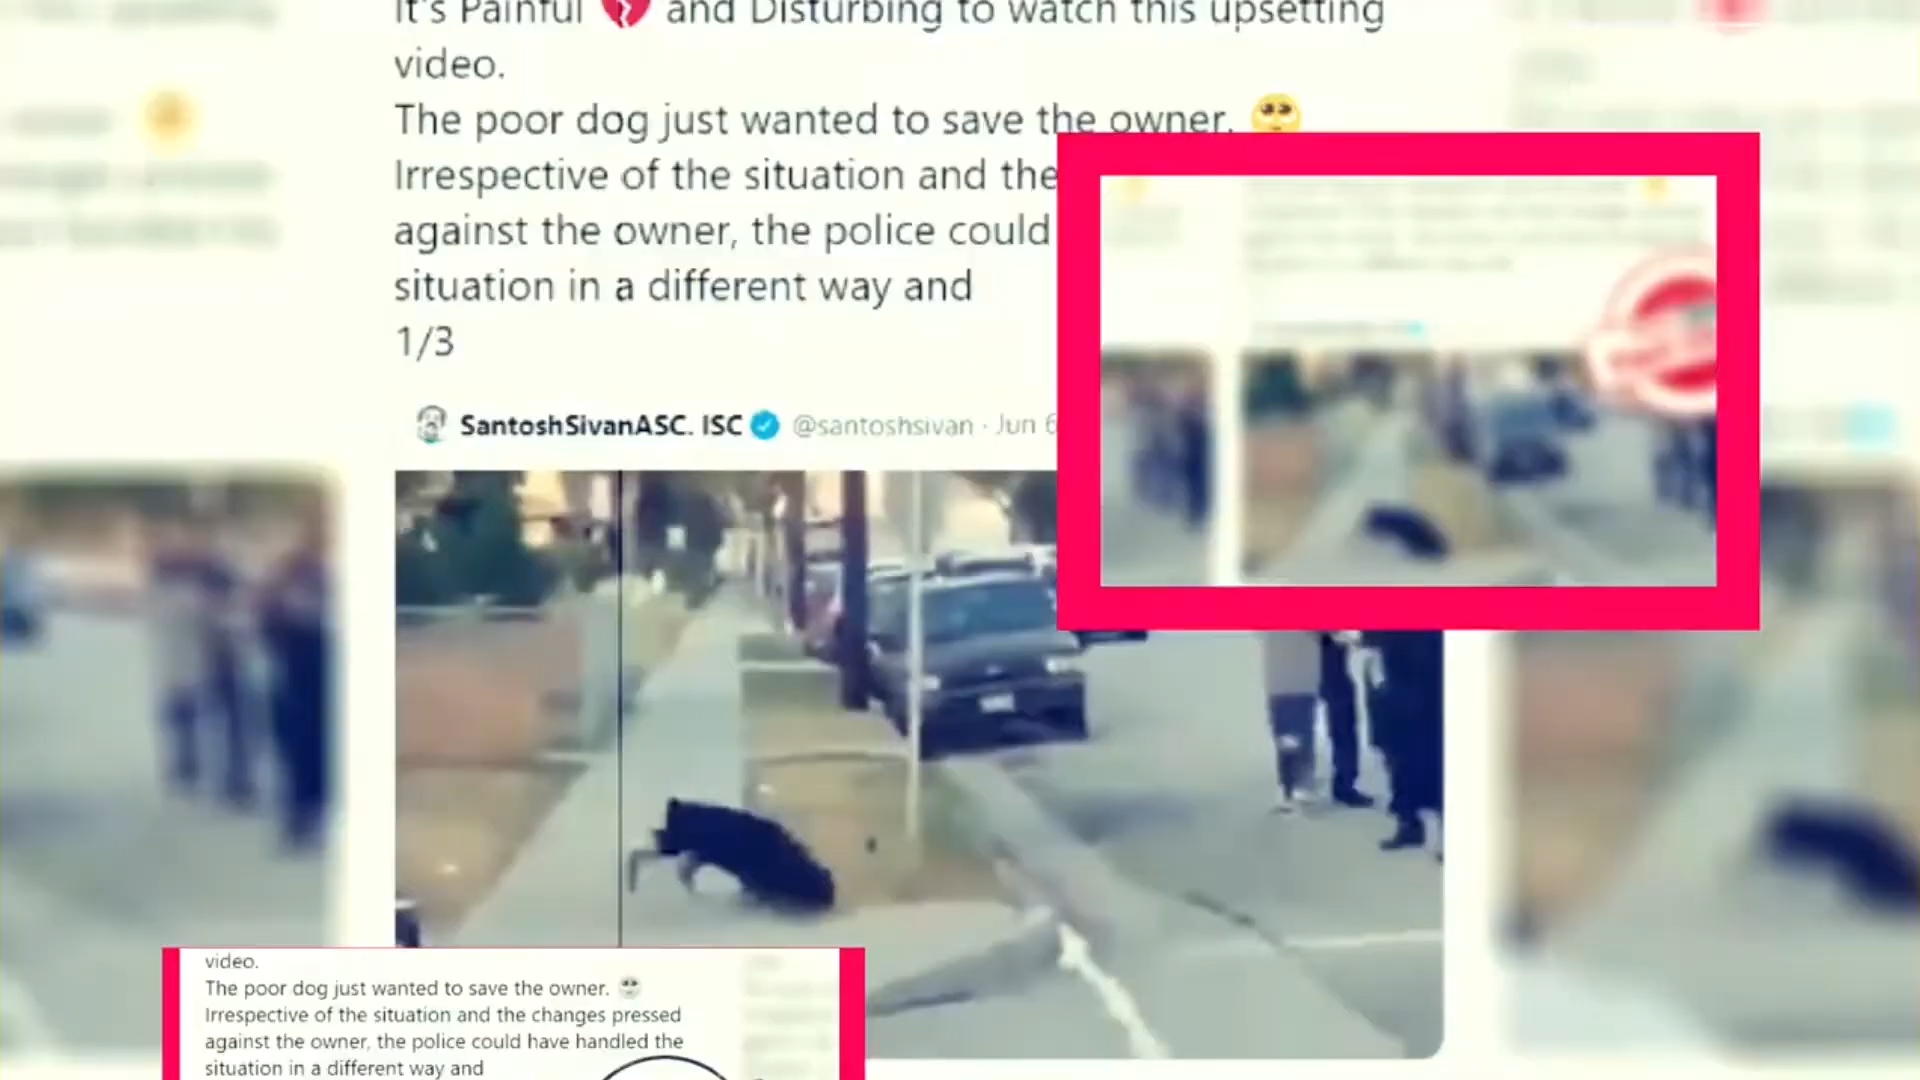 It's Painful 💔 and Disturbing to watch this upsetting
video.
The poor dog just wanted to save the owner. 🥺
Irrespective of the situation and the
against the owner, the police could
situation in a different way and
1/3
SantoshSivanASC. ISC @santoshsivan · Jun 6
video.
The poor dog just wanted to save the owner. 🥺
Irrespective of the situation and the changes pressed
against the owner, the police could have handled the
situation in a different way and